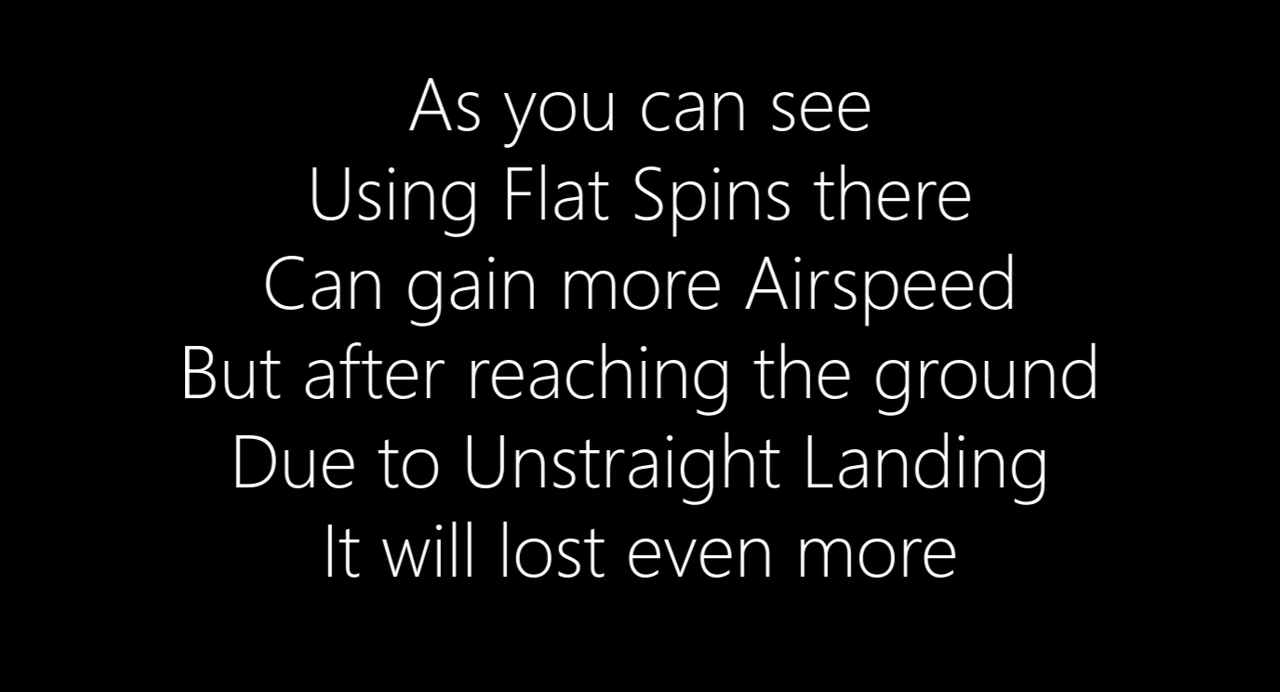 As you can see
Using Flat Spins there
Can gain more Airspeed
But after reaching the ground
Due to Unstraight Landing
It will lost even more